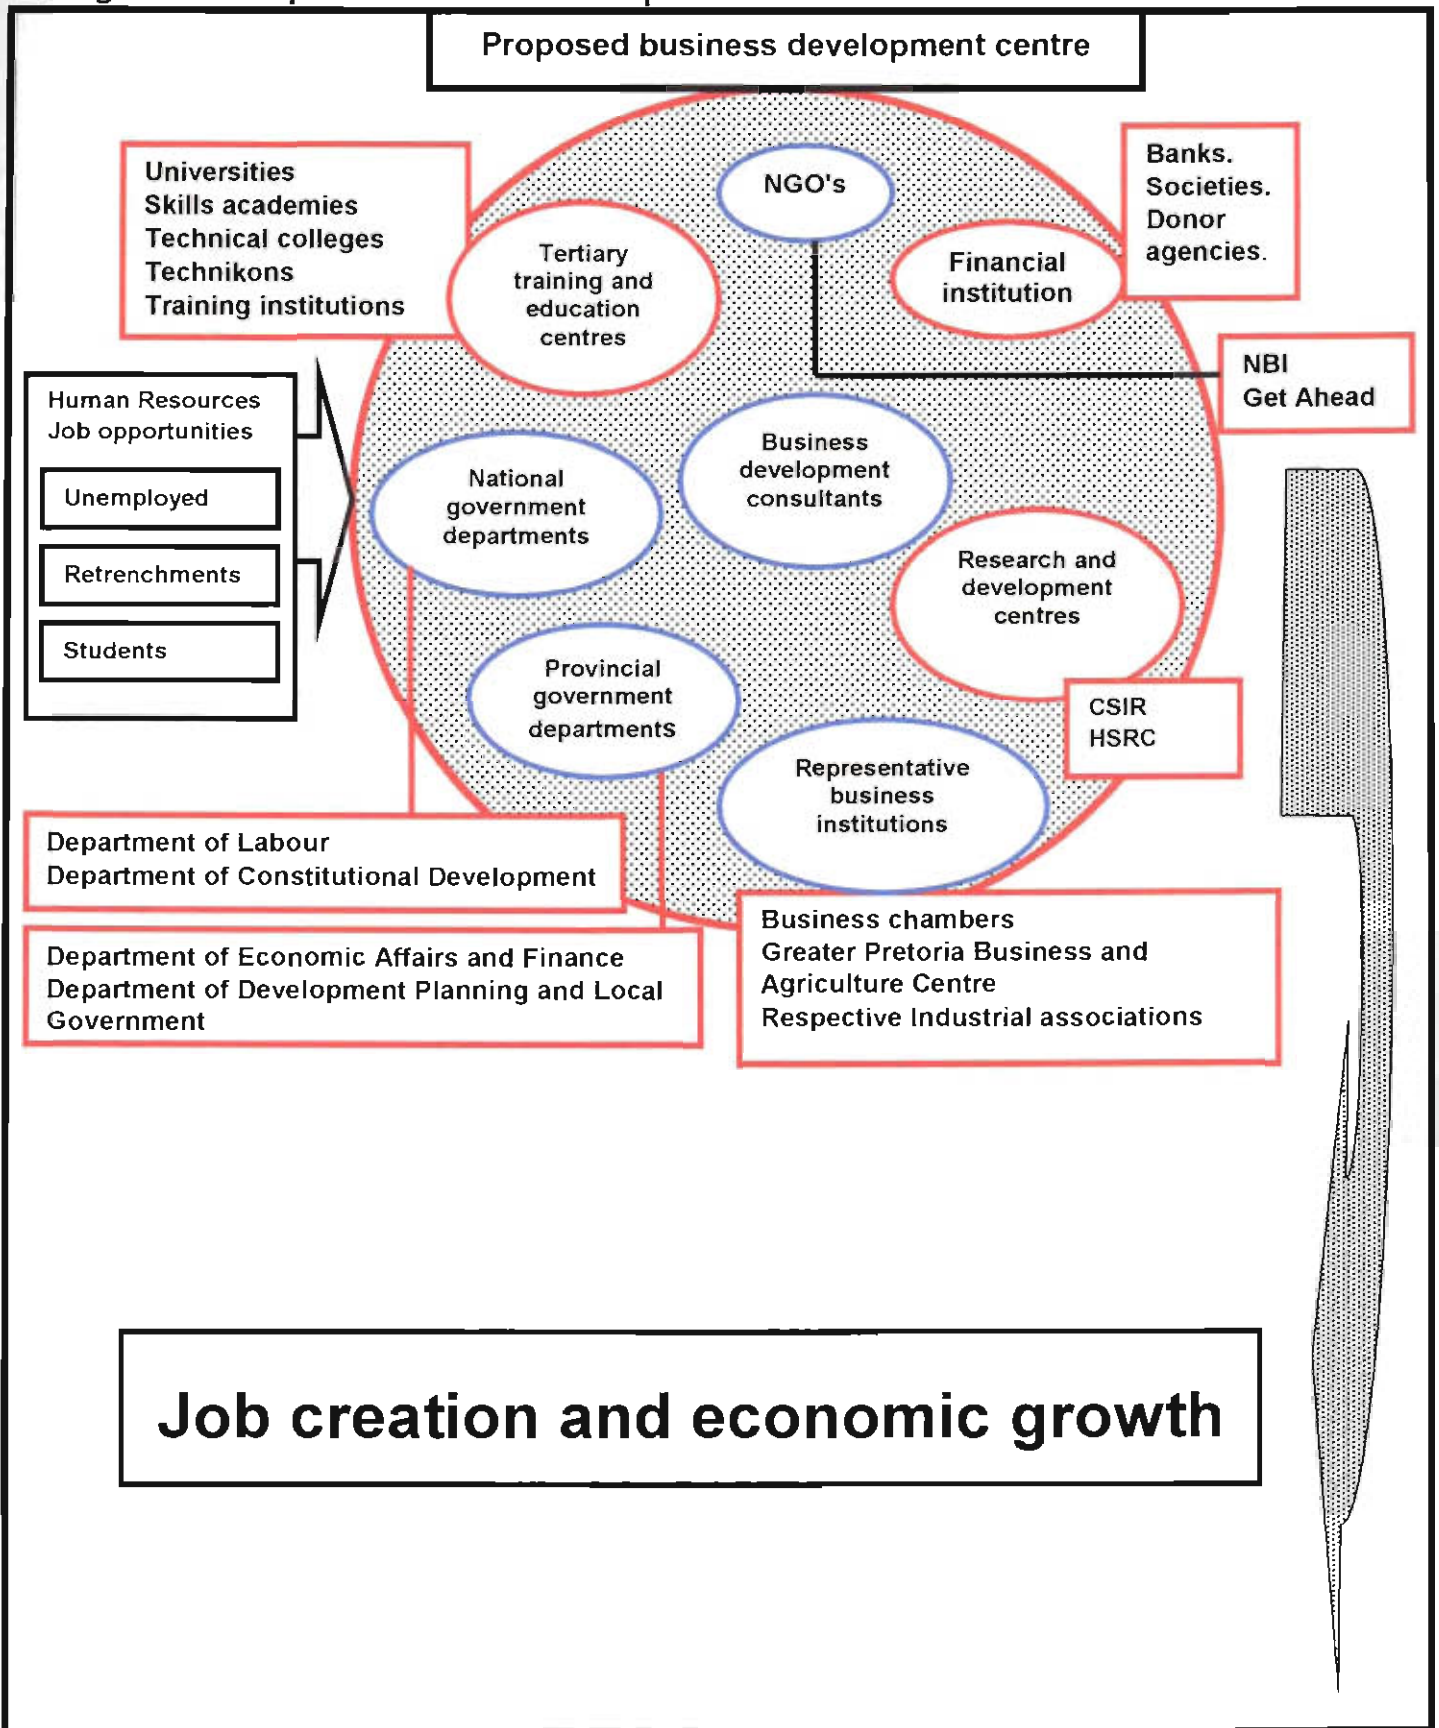 Proposed business development centre
Universities
Skills academies
Technical colleges
Technikons
Training institutions
NGO's
Banks.
Societies.
Donor
agencies.
Tertiary
training and
education
centres
Financial
institution
NBI
Get Ahead
Human Resources
Job opportunities
Unemployed
Retrenchments
Students
National
government
departments
Business
development
consultants
Research and
development
centres
CSIR
HSRC
Provincial
government
departments
Representative
business
institutions
Department of Labour
Department of Constitutional Development
Department of Economic Affairs and Finance
Department of Development Planning and Local
Government
Business chambers
Greater Pretoria Business and
Agriculture Centre
Respective Industrial associations
Job creation and economic growth